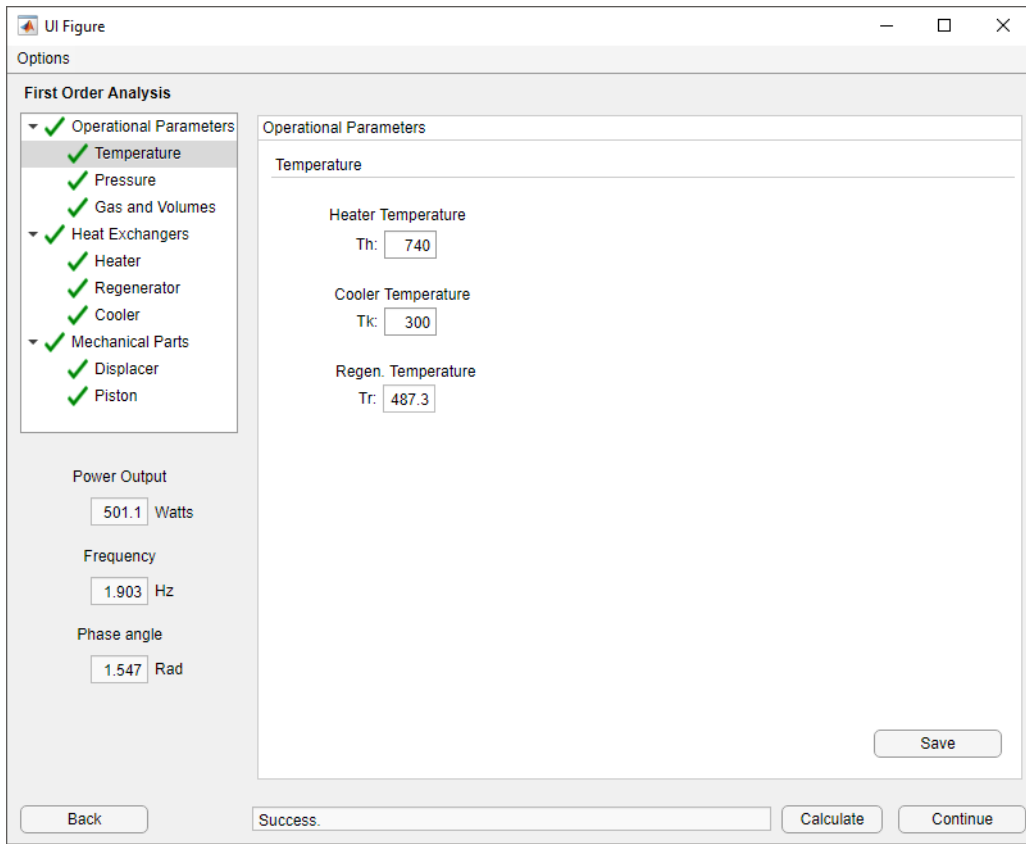 UI Figure
Options
First Order Analysis
Operational Parameters
Temperature
Pressure
Gas and Volumes
Heat Exchangers
Heater
Regenerator
Cooler
Mechanical Parts
Displacer
Piston
Power Output
501.1 Watts
Frequency
1.903 Hz
Phase angle
1.547 Rad
Operational Parameters
Temperature
Heater Temperature
Th: 740
Cooler Temperature
Tk: 300
Regen. Temperature
Tr: 487.3
Save
Back
Success.
Calculate
Continue